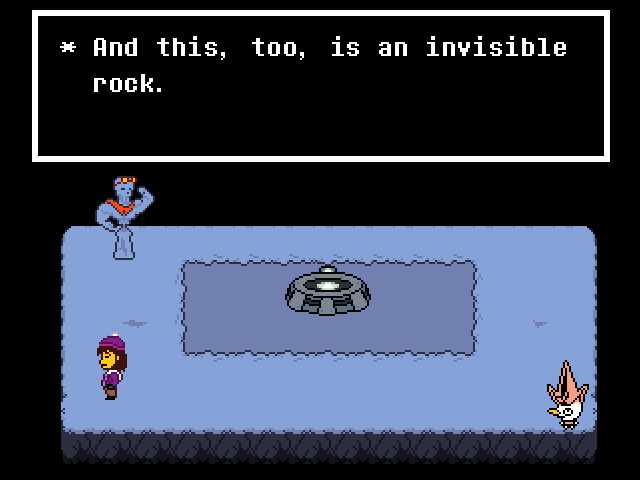 * And this, too, is an invisible
rock.